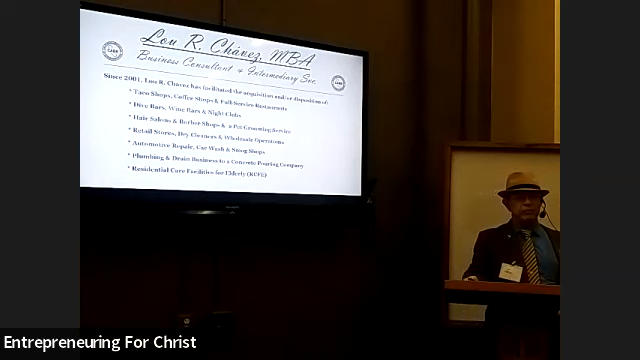 Lou R. Chávez, MBA
Business Consultant & Intermediary Svc.
Since 2001, Lou R. Chavez has facilitated the acquisition and/or disposition of:
* Taco Shops, Coffee Shops & Full Service Restaurants
* Dive Bars, Wine Bars & Night Clubs
* Hair Salons & Barber Shops & a Pet Grooming Service
* Retail Stores, Dry Cleaners & Wholesale Operations
* Automotive Repair, Car Wash & Smog Shops
* Plumbing & Drain Business to a Concrete Pouring Company
* Residential Care Facilities for Elderly (RCFE)
Entrepreneuring For Christ